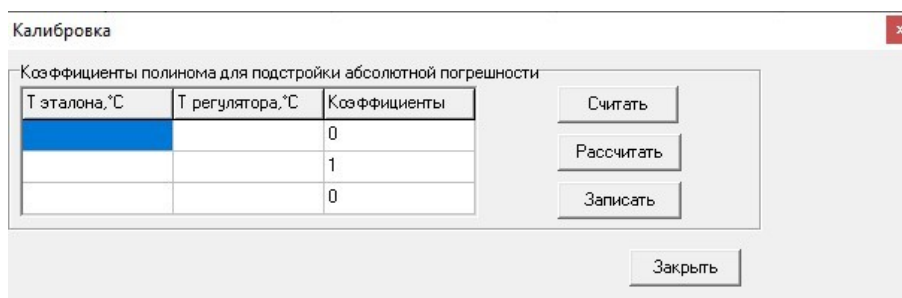 Калибровка
x
Коэффициенты полинома для подстройки абсолютной погрешности
Т эталона,°С Т регулятора,°С Коэффициенты
0
1
0
Считать
Рассчитать
Записать
Закрыть